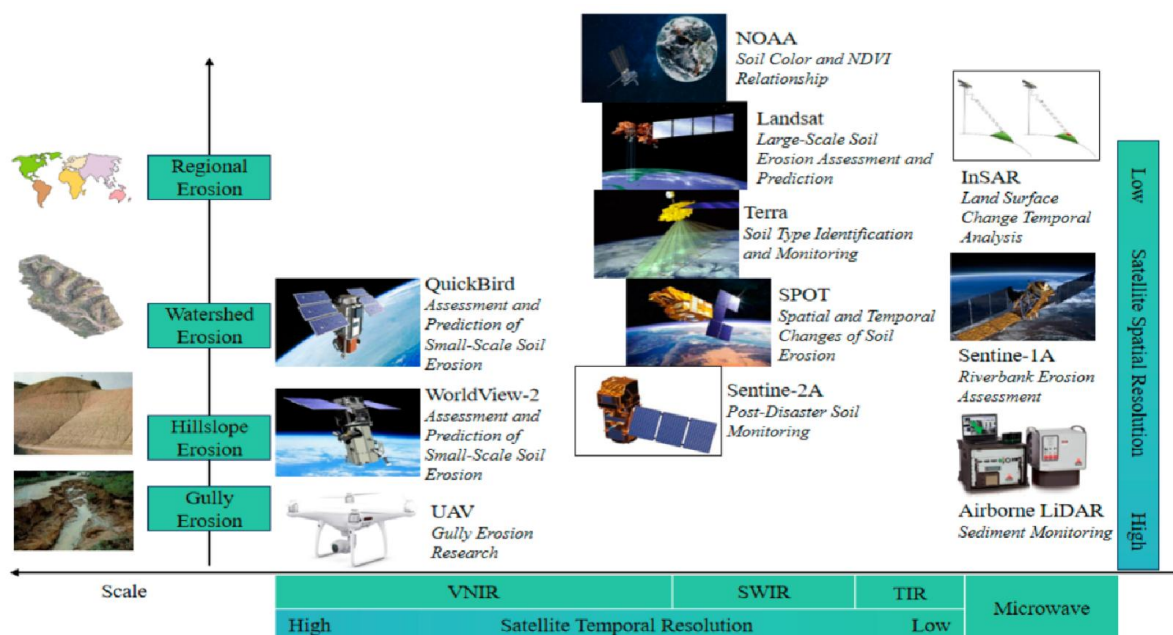 NOAA
Soil Color and NDVI
Relationship
Landsat
Large-Scale Soil
Erosion Assessment and
Prediction
Regional
Erosion
InSAR
Land Surface
Change Temporal
Analysis
Terra
Soil Type Identification
and Monitoring
QuickBird
Assessment and
Prediction of
Small-Scale Soil
Erosion
Watershed
Erosion
SPOT
Spatial and Temporal
Changes of Soil
Erosion
Sentine-1A
Riverbank Erosion
Assessment
WorldView-2
Assessment and
Prediction of
Small-Scale Soil
Erosion
Sentine-2A
Post-Disaster Soil
Monitoring
Hillslope
Erosion
Gully
Erosion
UAV
Gully Erosion
Research
Airborne LiDAR
Sediment Monitoring
Low
Satellite Spatial Resolution
High
Scale
VNIR
SWIR
TIR
Microwave
High
Satellite Temporal Resolution
Low